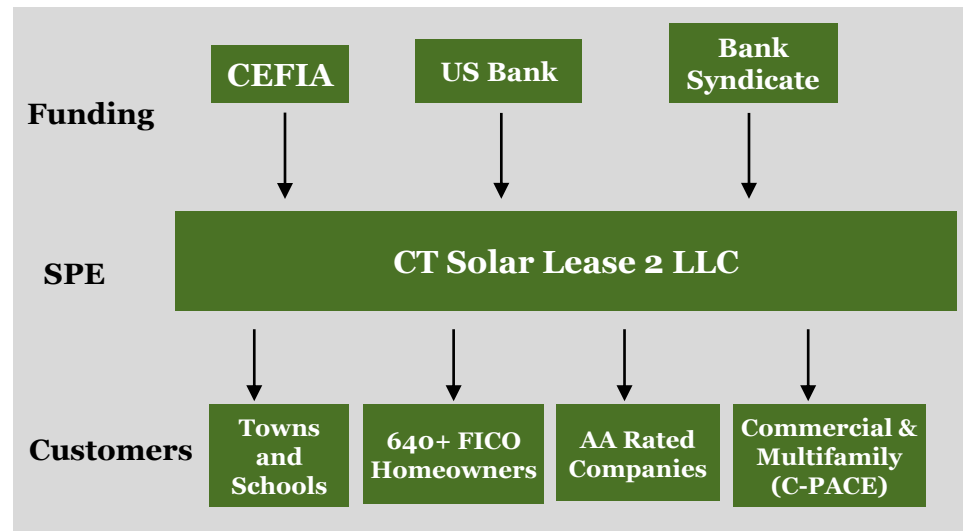 Funding
CEFIA
US Bank
Bank
Syndicate
SPE
CT Solar Lease 2 LLC
Customers
Towns
and
Schools
640+ FICO
Homeowners
AA Rated
Companies
Commercial &
Multifamily
(C-PACE)